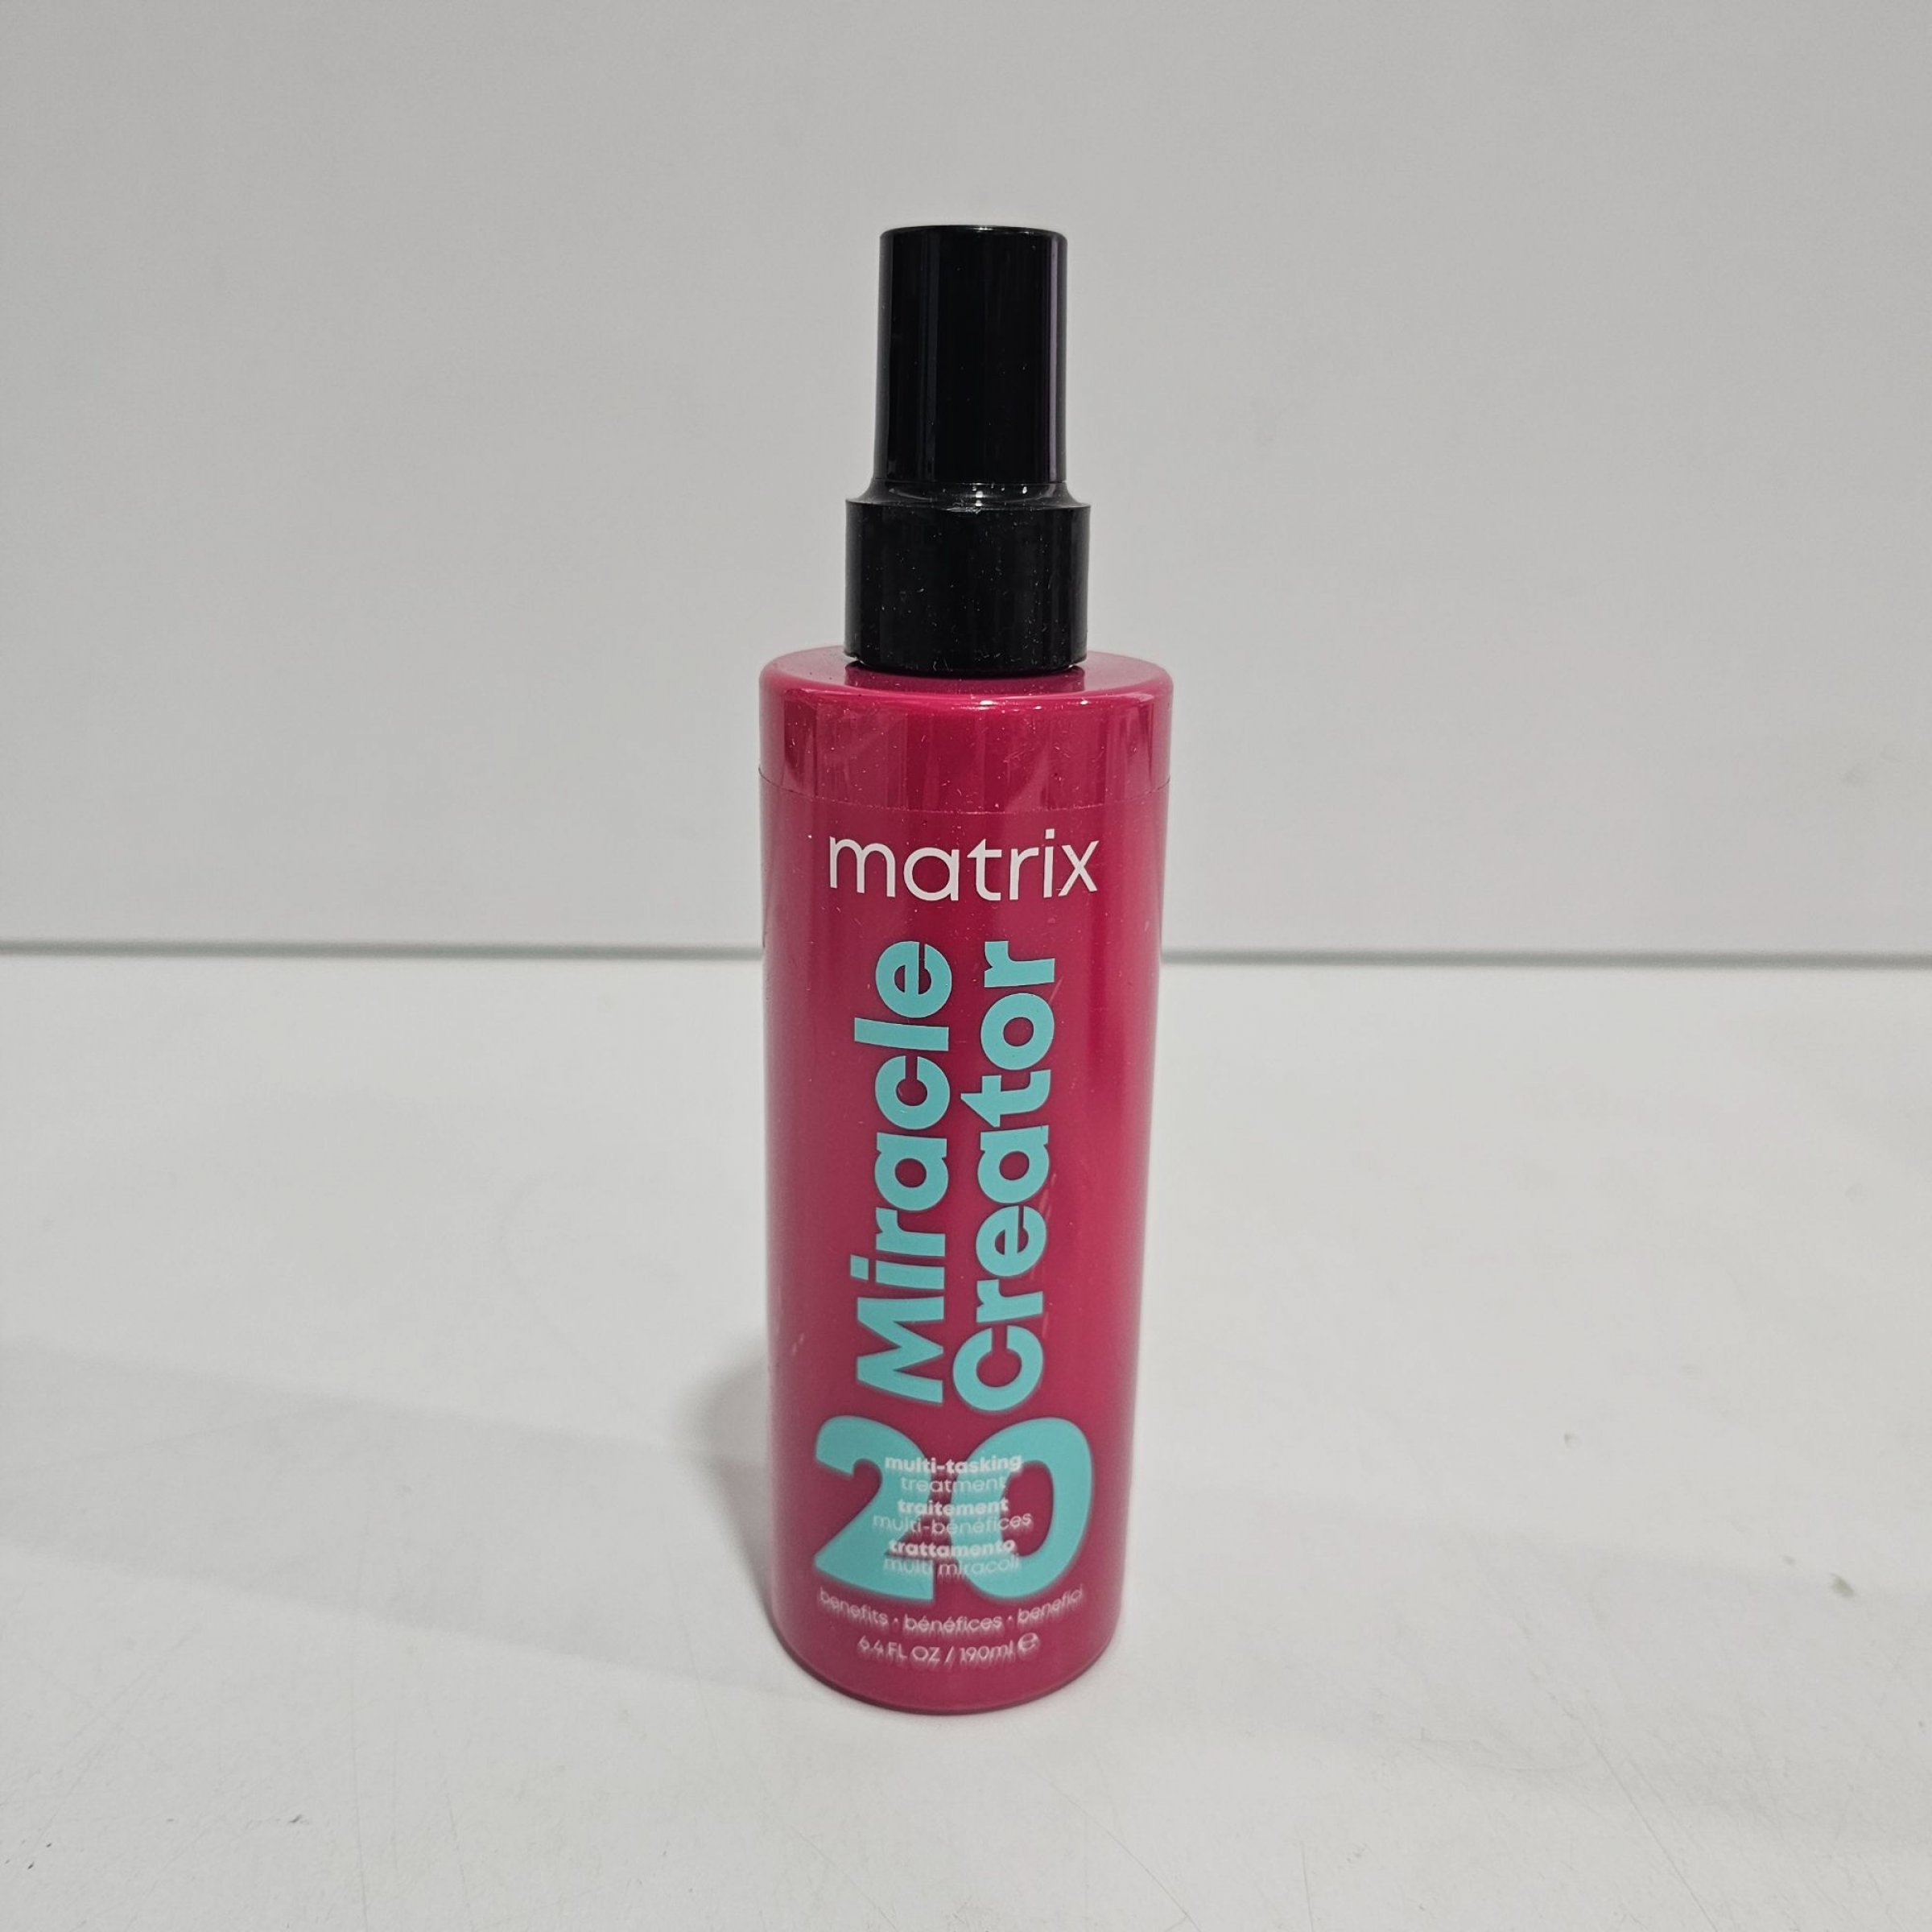 matrix
Miracle
Creator
20
multi-tasking
treatment
traitement
multi-bénéfices
trattamento
multi miracoli
benefits • bénéfices • benefici
6.4 FL OZ / 190ml ℮